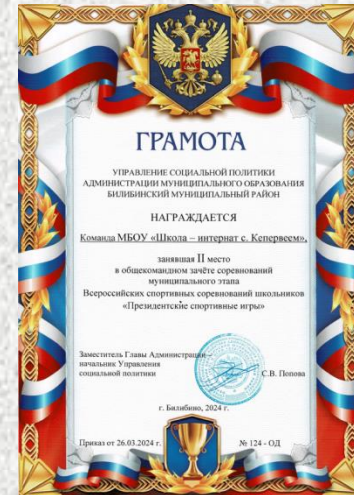 ГРАМОТА
УПРАВЛЕНИЕ СОЦИАЛЬНОЙ ПОЛИТИКИ
АДМИНИСТРАЦИИ МУНИЦИПАЛЬНОГО ОБРАЗОВАНИЯ
БИЛИБИНСКИЙ МУНИЦИПАЛЬНЫЙ РАЙОН
НАГРАЖДАЕТСЯ
Команда МБОУ «Школа – интернат с. Кепервеем»,
занявшая II место
в общекомандном зачёте соревнований
муниципального этапа
Всероссийских спортивных соревнований школьников
«Президентские спортивные игры»
Заместитель Главы Администрации –
начальник Управления
социальной политики С.В. Попова
г. Билибино, 2024 г.
Приказ от 26.03.2024 г. № 124 - ОД